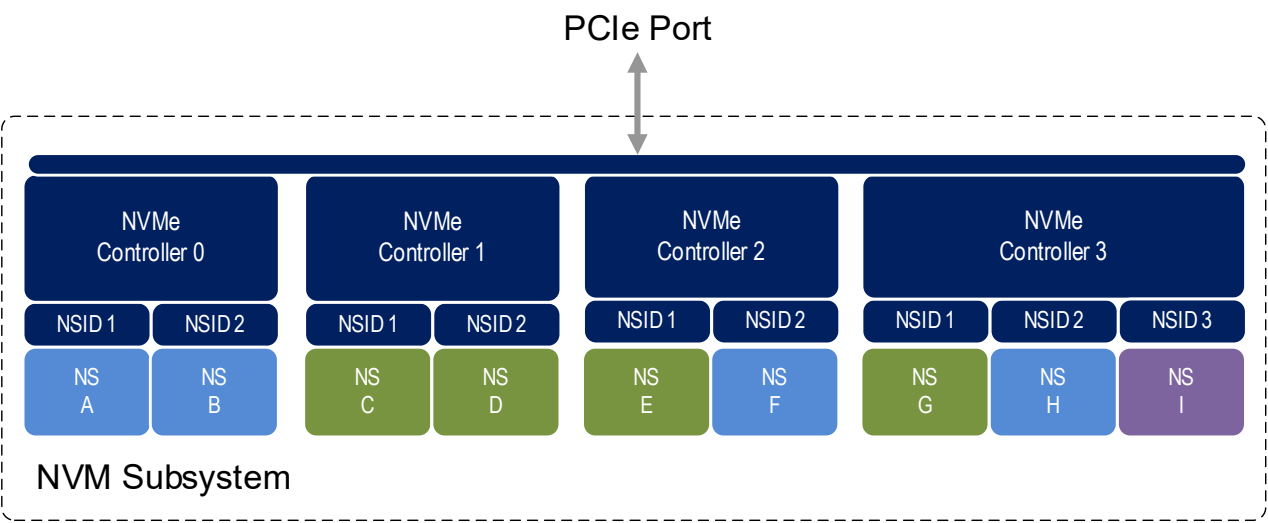 PCIe Port
NVMe
Controller 0
NVMe
Controller 1
NVMe
Controller 2
NVMe
Controller 3
NSID 1
NSID 2
NSID 1
NSID 2
NSID 1
NSID 2
NSID 1
NSID 2
NSID 3
NS
A
NS
B
NS
C
NS
D
NS
E
NS
F
NS
G
NS
H
NS
I
NVM Subsystem